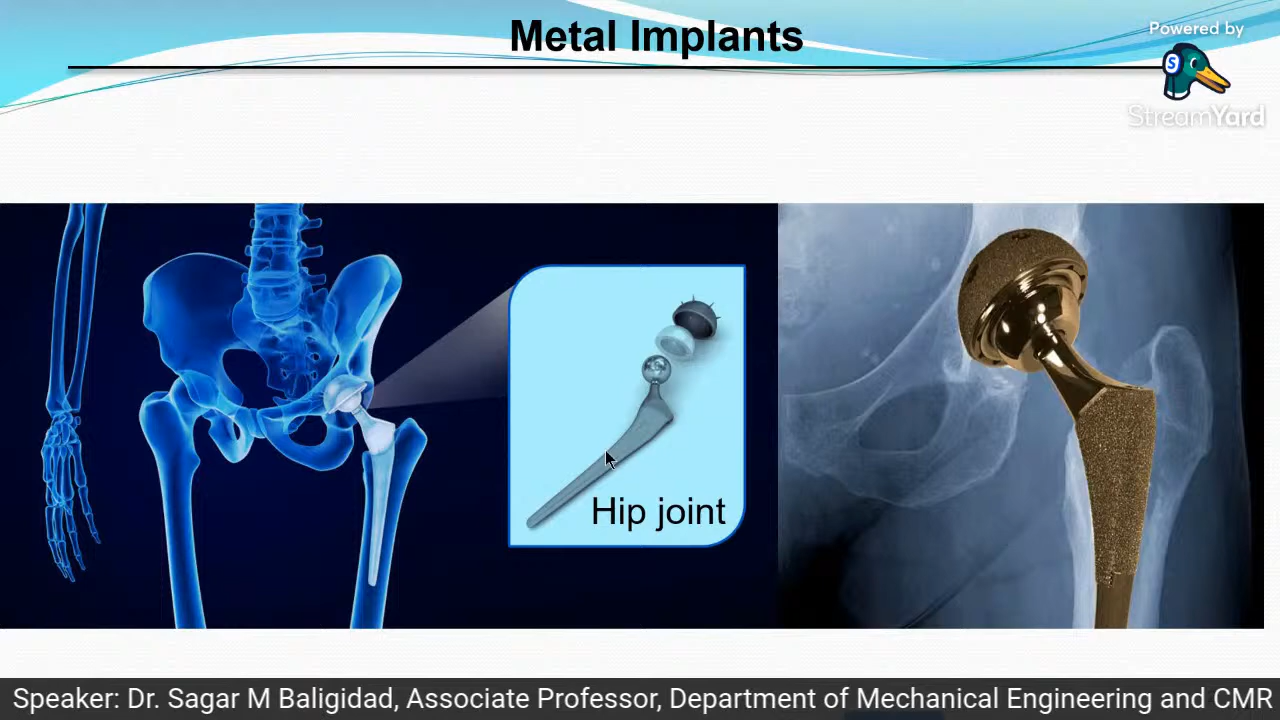 Metal Implants
Powered by
S
StreamYard
Hip joint
Speaker: Dr. Sagar M Baligidad, Associate Professor, Department of Mechanical Engineering and CMR